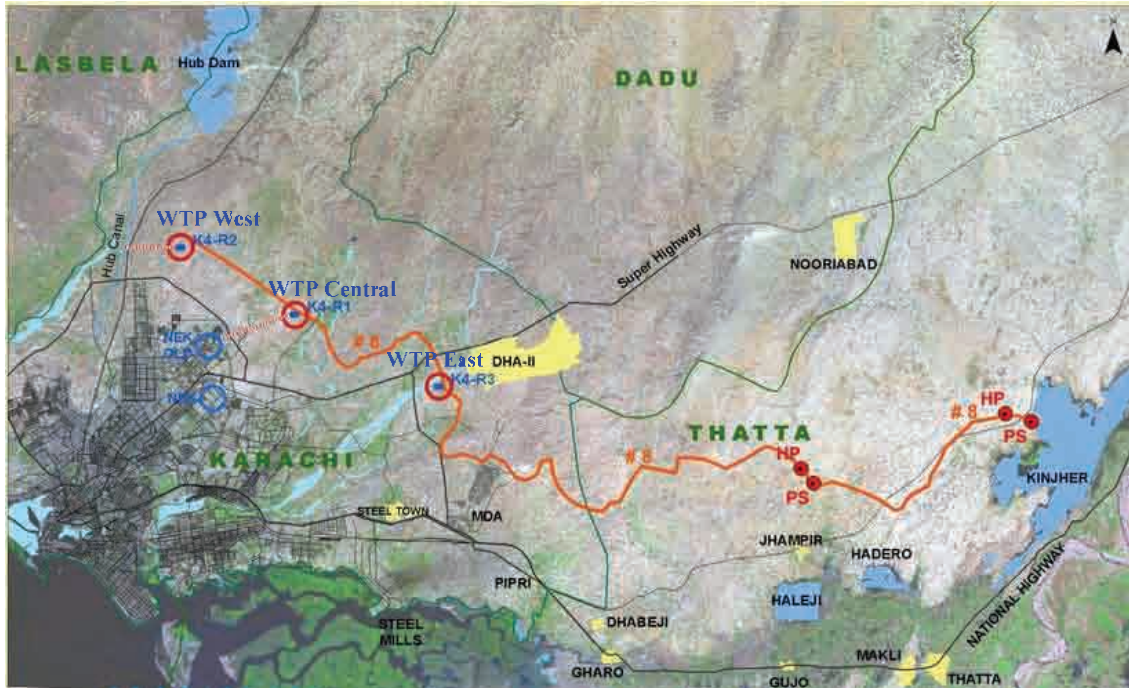 LASBELA
Hub Dam
DADU
WTP West
K4-R2
Hub Canal
Super Highway
NOORIABAD
WTP Central
K4-R1
NEK
# 8
WTP East
DHA-II
K4-R3
HP
# 8
PS
THATTA
KARACHI
# 8
HP
PS
KINJHER
STEEL TOWN
MDA
JHAMPIR
HADERO
PIPRI
HALEJI
NATIONAL HIGHWAY
STEEL
MILLS
DHABEJI
GHARO
GUJO
MAKLI
THATTA